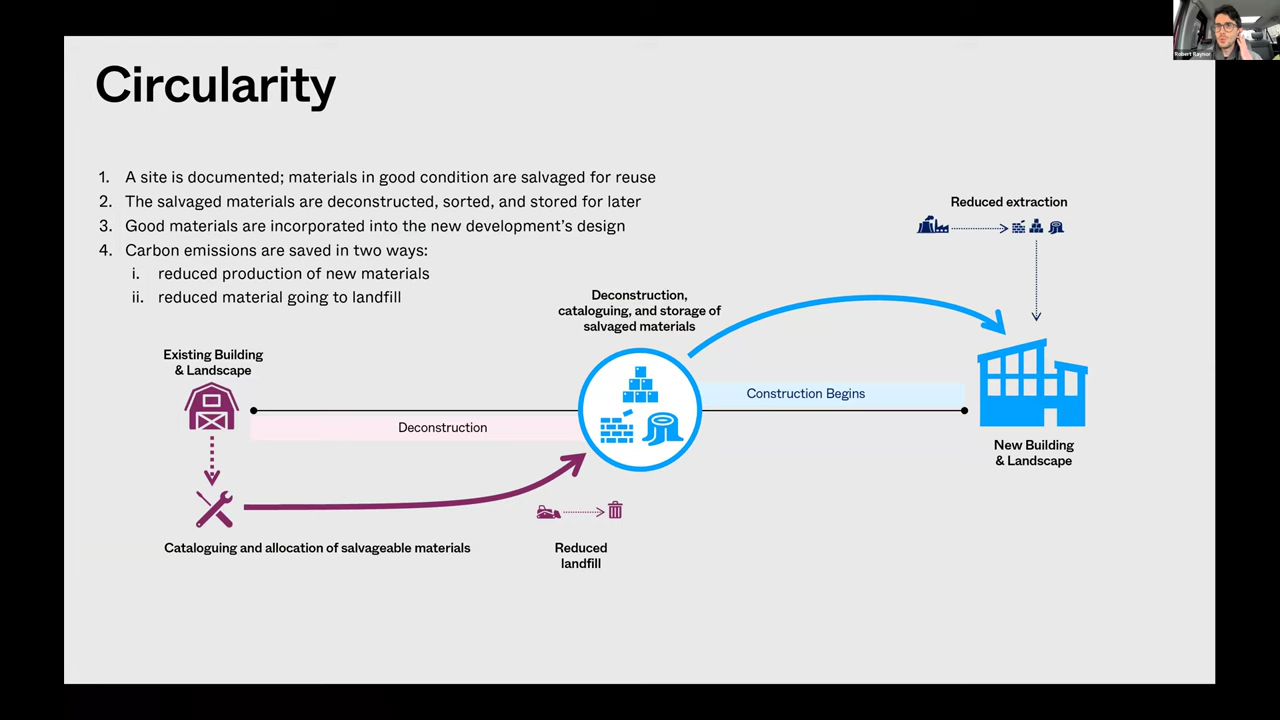 Circularity
1. A site is documented; materials in good condition are salvaged for reuse
2. The salvaged materials are deconstructed, sorted, and stored for later
3. Good materials are incorporated into the new development's design
4. Carbon emissions are saved in two ways:
i. reduced production of new materials
ii. reduced material going to landfill
Existing Building
& Landscape
Deconstruction
Cataloguing and allocation of salvageable materials
Reduced
landfill
Deconstruction,
cataloguing, and storage of
salvaged materials
Construction Begins
Reduced extraction
New Building
& Landscape
Robert Raynor